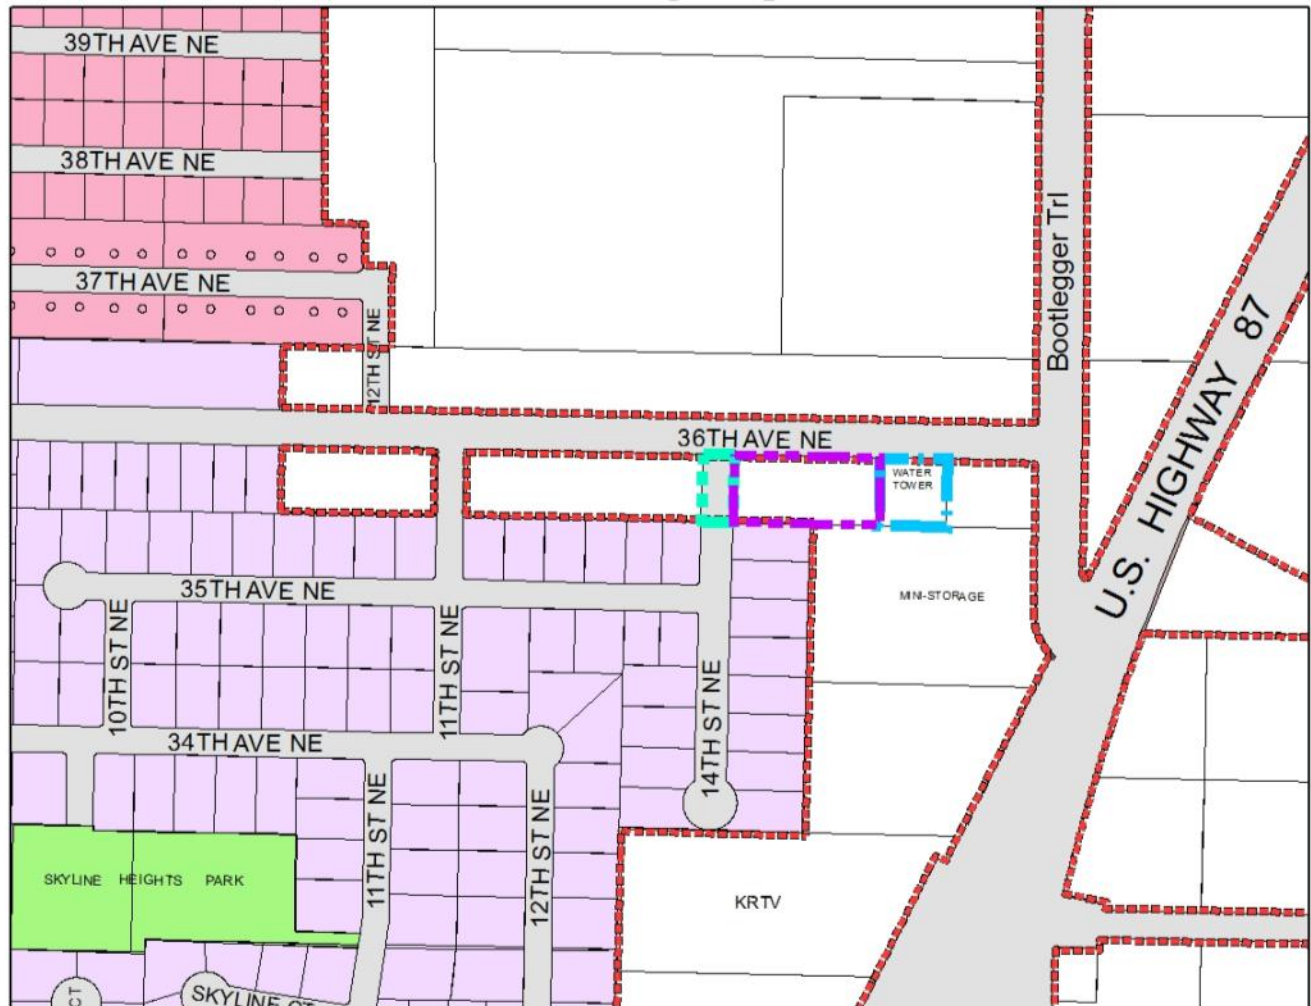 39TH AVE NE
38TH AVE NE
Bootlegger Trl
37TH AVE NE
12TH ST NE
U.S. HIGHWAY 87
36TH AVE NE
WATER
TOWER
35TH AVE NE
MINI-STORAGE
10TH ST NE
11TH ST NE
14TH ST NE
34TH AVE NE
11TH ST NE
12TH ST NE
SKYLINE HEIGHTS PARK
KRTV
CT
SKYLINE CT